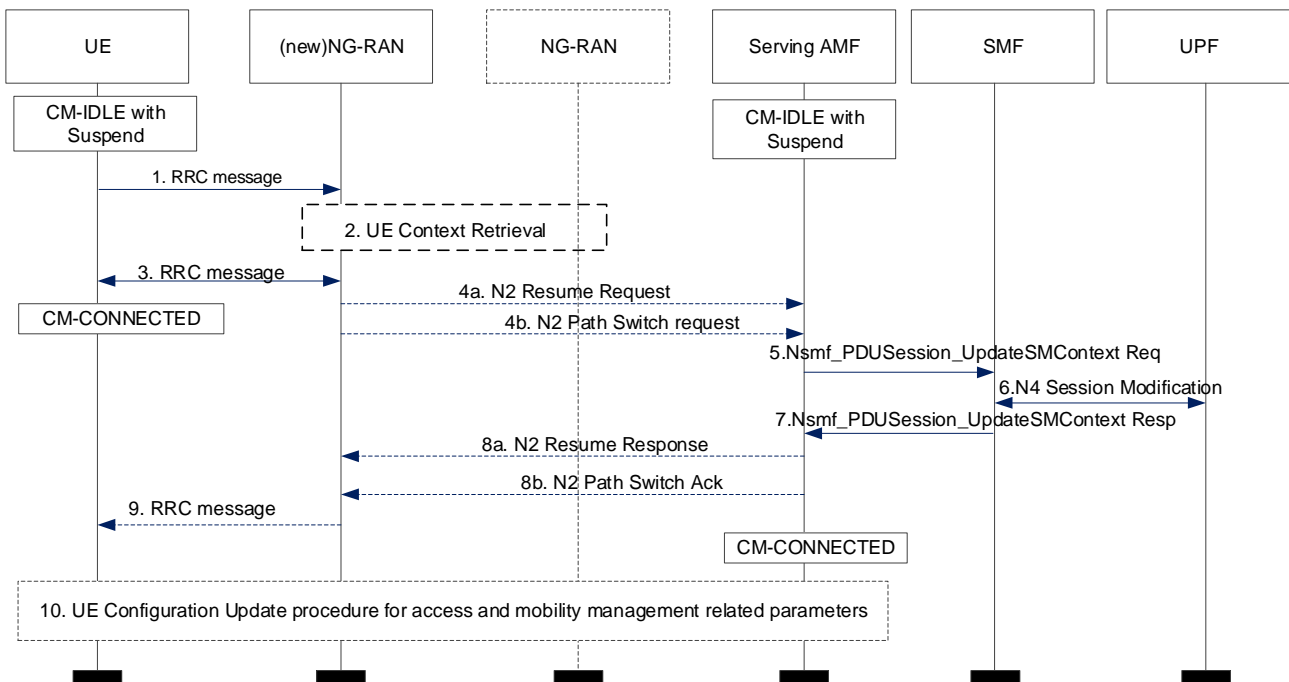 UE
(new)NG-RAN
NG-RAN
Serving AMF
SMF
UPF
CM-IDLE with
Suspend
CM-IDLE with
Suspend
1. RRC message
2. UE Context Retrieval
3. RRC message
4a. N2 Resume Request
CM-CONNECTED
4b. N2 Path Switch request
5.Nsmf_PDUSession_UpdateSMContext Req
6.N4 Session Modification
7.Nsmf_PDUSession_UpdateSMContext Resp
8a. N2 Resume Response
8b. N2 Path Switch Ack
9. RRC message
CM-CONNECTED
10. UE Configuration Update procedure for access and mobility management related parameters